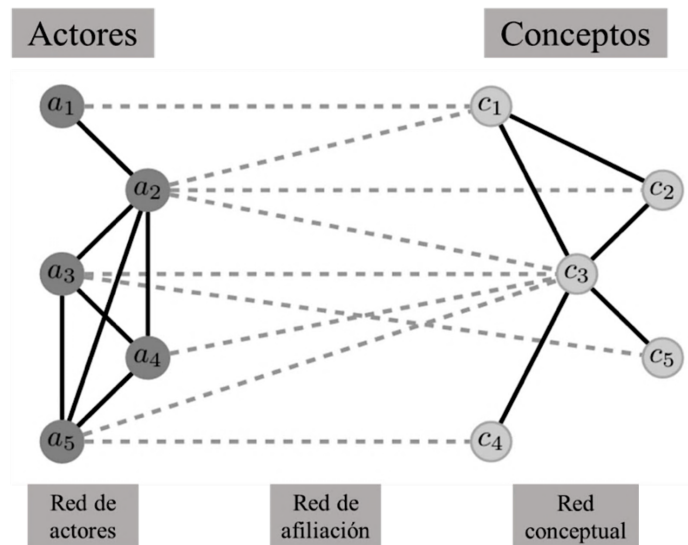 Actores
Conceptos
a1
c1
a2
c2
a3
c3
a4
c5
a5
c4
Red de
actores
Red de
afiliación
Red
conceptual